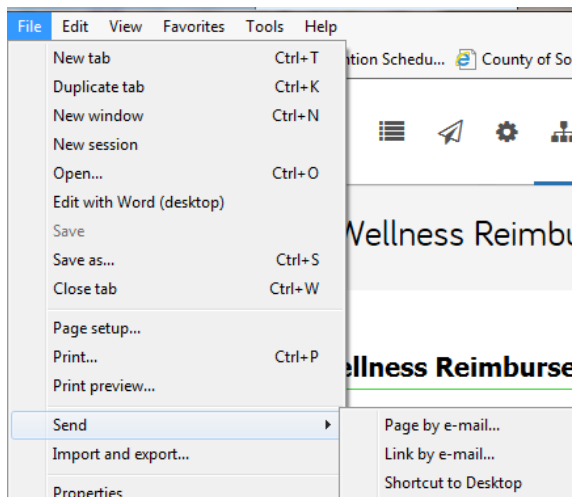 File Edit View Favorites Tools Help
New tab Ctrl+T
Duplicate tab Ctrl+K
New window Ctrl+N
New session
Open... Ctrl+O
Edit with Word (desktop)
Save
Save as... Ctrl+S
Close tab Ctrl+W
Page setup...
Print... Ctrl+P
Print preview...
Send
Import and export...
Properties
Page by e-mail...
Link by e-mail...
Shortcut to Desktop
ntion Schedu... County of So
Wellness Reimbu
ellness Reimburse